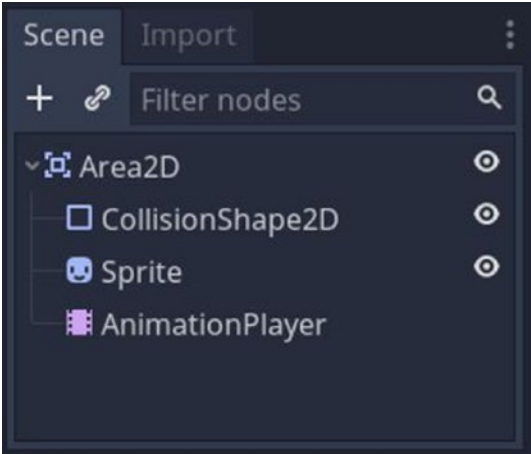 Scene Import
Filter nodes
Area2D
CollisionShape2D
Sprite
AnimationPlayer